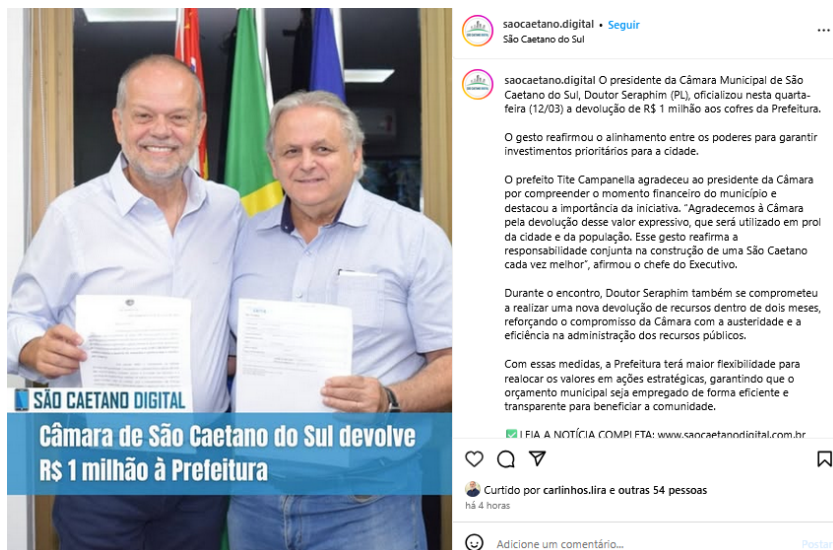 SÃO CAETANO DIGITAL
Câmara de São Caetano do Sul devolve
R$ 1 milhão à Prefeitura
saocaetano.digital • Seguir
São Caetano do Sul
saocaetano.digital O presidente da Câmara Municipal de São
Caetano do Sul, Doutor Seraphim (PL), oficializou nesta quarta-
feira (12/03) a devolução de R$ 1 milhão aos cofres da Prefeitura.
O gesto reafirmou o alinhamento entre os poderes para garantir
investimentos prioritários para a cidade.
O prefeito Tite Campanella agradeceu ao presidente da Câmara
por compreender o momento financeiro do município e
destacou a importância da iniciativa. "Agradecemos à Câmara
pela devolução desse valor expressivo, que será utilizado em prol
da cidade e da população. Esse gesto reafirma a
responsabilidade conjunta na construção de uma São Caetano
cada vez melhor", afirmou o chefe do Executivo.
Durante o encontro, Doutor Seraphim também se comprometeu
a realizar uma nova devolução de recursos dentro de dois meses,
reforçando o compromisso da Câmara com a austeridade e a
eficiência na administração dos recursos públicos.
Com essas medidas, a Prefeitura terá maior flexibilidade para
realocar os valores em ações estratégicas, garantindo que o
orçamento municipal seja empregado de forma eficiente e
transparente para beneficiar a comunidade.
✅ LEIA A NOTÍCIA COMPLETA: www.saocaetanodigital.com.br
Curtido por carlinhos.lira e outras 54 pessoas
há 4 horas
Adicione um comentário...
Postar